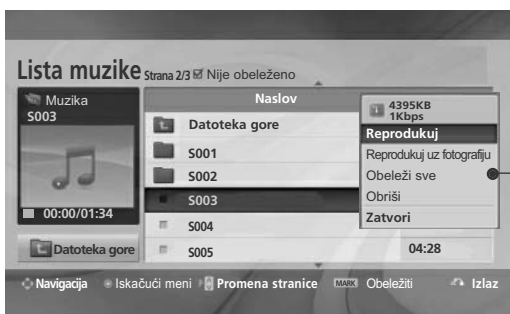 Lista muzike Strana 2/3 Nije obeleženo
Muzika
S003
00:00/01:34
Datoteka gore
Naslov
Datoteka gore
S001
S002
S003
S004
S005
04:28
4395KB
1Kbps
Reprodukuj
Reprodukuj uz fotografiju
Obeleži sve
Obriši
Zatvori
Navigacija Iskačući meni P Promena stranice MARK Obeležiti Izlaz